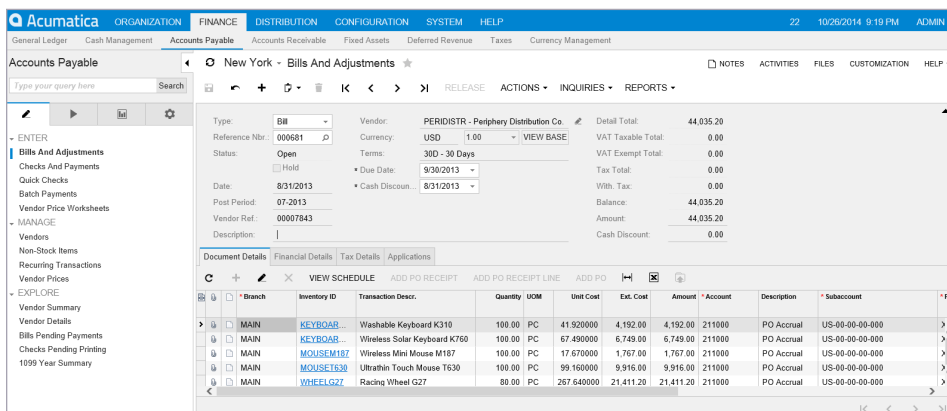 Acumatica ORGANIZATION FINANCE DISTRIBUTION CONFIGURATION SYSTEM HELP 22 10/26/2014 9:19 PM ADMIN
General Ledger Cash Management Accounts Payable Accounts Receivable Fixed Assets Deferred Revenue Taxes Currency Management
Accounts Payable
New York - Bills And Adjustments NOTES ACTIVITIES FILES CUSTOMIZATION HELP
Type your query here Search
RELEASE ACTIONS INQUIRIES REPORTS
ENTER
Bills And Adjustments
Checks And Payments
Quick Checks
Batch Payments
Vendor Price Worksheets
MANAGE
Vendors
Non-Stock Items
Recurring Transactions
Vendor Prices
EXPLORE
Vendor Summary
Vendor Details
Bills Pending Payments
Checks Pending Printing
1099 Year Summary
Type: Bill Vendor: PERIDISTR - Periphery Distribution Co. Detail Total: 44,035.20
Reference Nbr.: 000681 Currency: USD 1.00 VIEW BASE VAT Taxable Total: 0.00
Status: Open Terms: 30D - 30 Days VAT Exempt Total: 0.00
Hold * Due Date: 9/30/2013 Tax Total: 0.00
Date: 8/31/2013 * Cash Discoun... 8/31/2013 With. Tax: 0.00
Post Period: 07-2013 Balance: 44,035.20
Vendor Ref.: 00007843 Amount: 44,035.20
Description: Cash Discount: 0.00
Document Details Financial Details Tax Details Applications
VIEW SCHEDULE ADD PO RECEIPT ADD PO RECEIPT LINE ADD PO
* Branch Inventory ID Transaction Descr. Quantity UOM Unit Cost Ext. Cost Amount * Account Description * Subaccount
MAIN KEYBOAR... Washable Keyboard K310 100.00 PC 41.920000 4,192.00 4,192.00 211000 PO Accrual US-00-00-00-000
MAIN KEYBOAR... Wireless Solar Keyboard K760 100.00 PC 67.490000 6,749.00 6,749.00 211000 PO Accrual US-00-00-00-000
MAIN MOUSEM187 Wireless Mini Mouse M187 100.00 PC 17.670000 1,767.00 1,767.00 211000 PO Accrual US-00-00-00-000
MAIN MOUSET630 Ultrathin Touch Mouse T630 100.00 PC 99.160000 9,916.00 9,916.00 211000 PO Accrual US-00-00-00-000
MAIN WHEELG27 Racing Wheel G27 80.00 PC 267.640000 21,411.20 21,411.20 211000 PO Accrual US-00-00-00-000